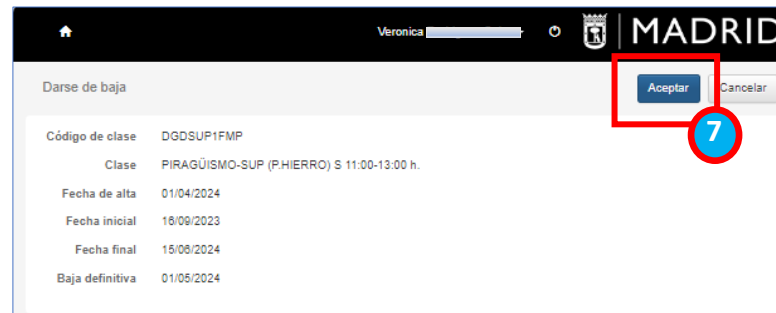 Veronica
MADRID
Darse de baja
Aceptar
Cancelar
7
Código de clase DGDSUP1FMP
Clase PIRAGÜISMO-SUP (P.HIERRO) S 11:00-13:00 h.
Fecha de alta 01/04/2024
Fecha inicial 16/09/2023
Fecha final 15/06/2024
Baja definitiva 01/05/2024